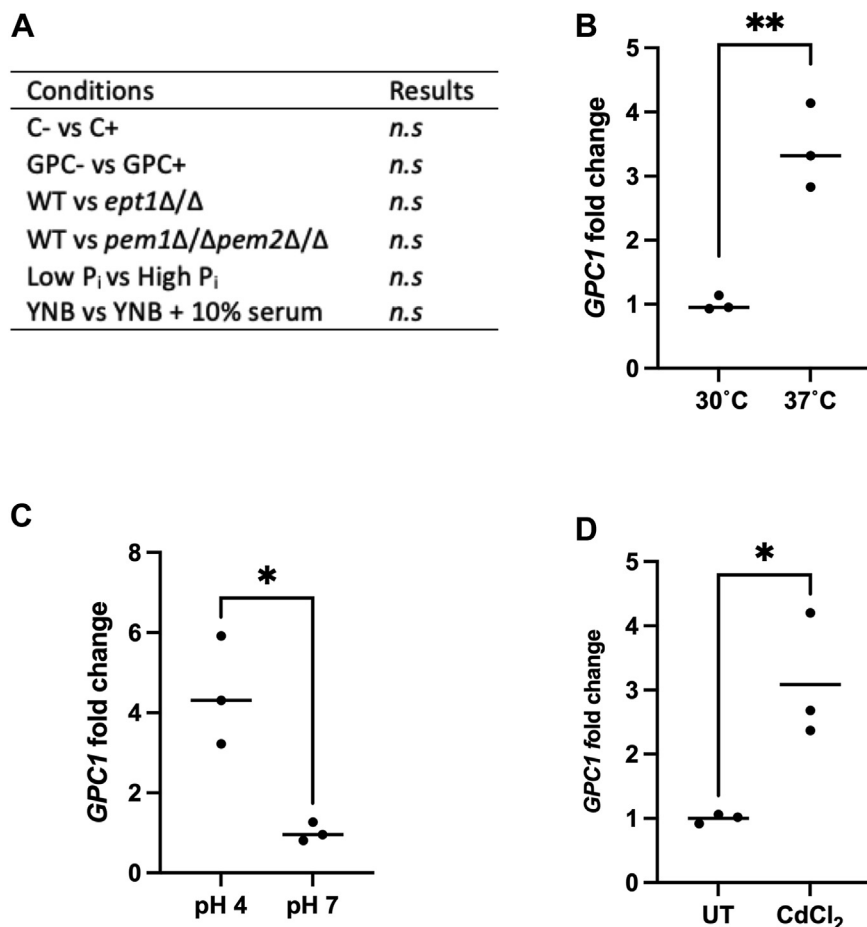 A
Conditions Results
C- vs C+ n.s
GPC- vs GPC+ n.s
WT vs ept1Δ/Δ n.s
WT vs pem1Δ/Δpem2Δ/Δ n.s
Low Pᵢ vs High Pᵢ n.s
YNB vs YNB + 10% serum n.s
B
**
GPC1 fold change
5
4
3
2
1
0
30˚C 37˚C
C
*
GPC1 fold change
8
6
4
2
0
pH 4 pH 7
D
*
GPC1 fold change
5
4
3
2
1
0
UT CdCl₂